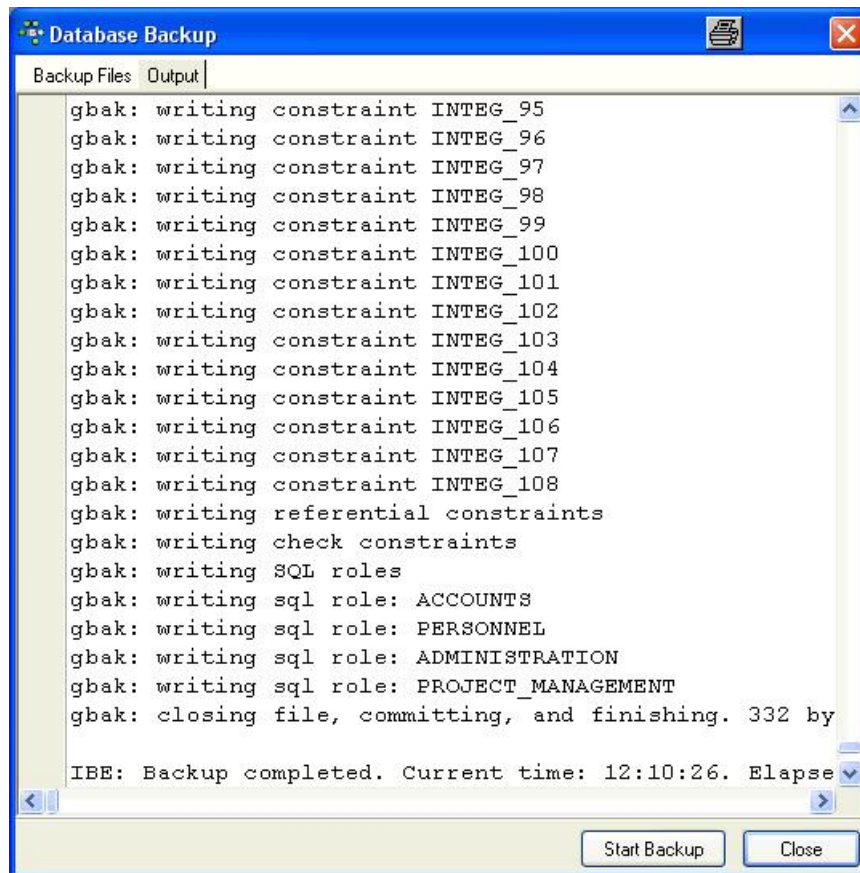 Database Backup
Backup Files Output
gbak: writing constraint INTEG_95
gbak: writing constraint INTEG_96
gbak: writing constraint INTEG_97
gbak: writing constraint INTEG_98
gbak: writing constraint INTEG_99
gbak: writing constraint INTEG_100
gbak: writing constraint INTEG_101
gbak: writing constraint INTEG_102
gbak: writing constraint INTEG_103
gbak: writing constraint INTEG_104
gbak: writing constraint INTEG_105
gbak: writing constraint INTEG_106
gbak: writing constraint INTEG_107
gbak: writing constraint INTEG_108
gbak: writing referential constraints
gbak: writing check constraints
gbak: writing SQL roles
gbak: writing sql role: ACCOUNTS
gbak: writing sql role: PERSONNEL
gbak: writing sql role: ADMINISTRATION
gbak: writing sql role: PROJECT_MANAGEMENT
gbak: closing file, committing, and finishing. 332 by
IBE: Backup completed. Current time: 12:10:26. Elapse
Start Backup Close